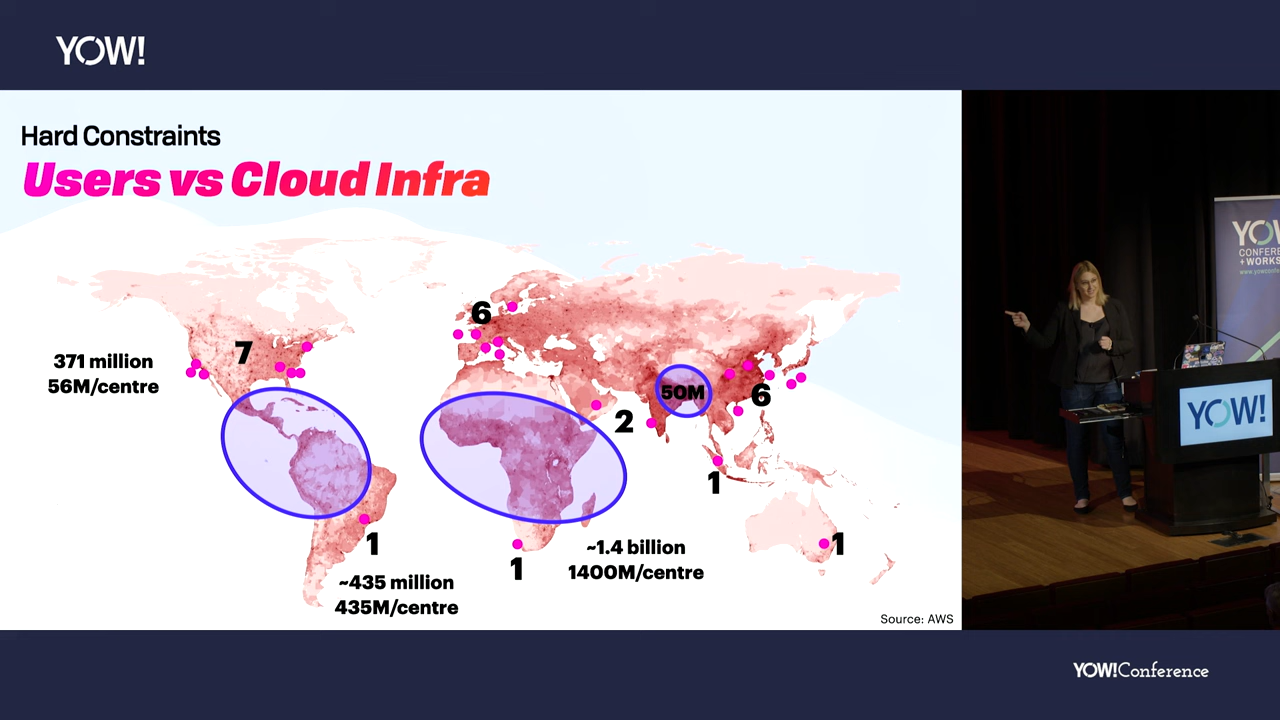 YOW!
Hard Constraints
Users vs Cloud Infra
371 million
56M/centre
7
6
50M
6
2
1
1
~435 million
435M/centre
1
~1.4 billion
1400M/centre
1
Source: AWS
YOW!
YOW!Conference